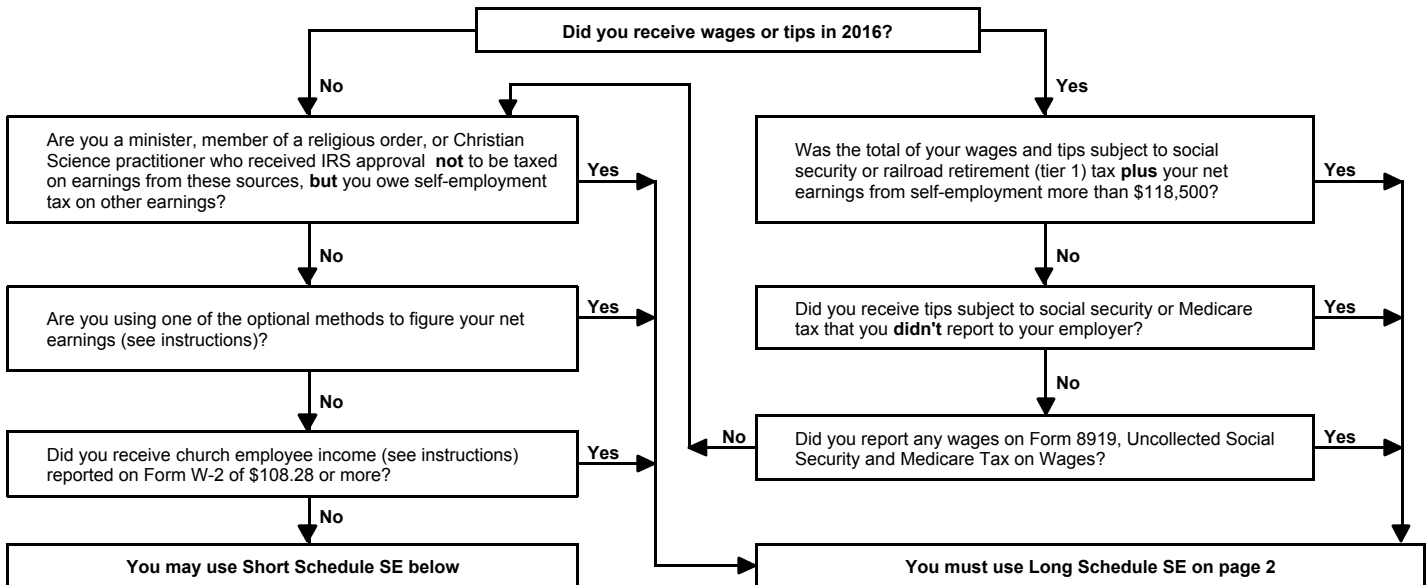 Did you receive wages or tips in 2016?
No
Yes
Are you a minister, member of a religious order, or Christian
Science practitioner who received IRS approval not to be taxed
on earnings from these sources, but you owe self-employment
tax on other earnings?
Yes
Was the total of your wages and tips subject to social
security or railroad retirement (tier 1) tax plus your net
earnings from self-employment more than $118,500?
Yes
No
No
Are you using one of the optional methods to figure your net
earnings (see instructions)?
Yes
Did you receive tips subject to social security or Medicare
tax that you didn't report to your employer?
Yes
No
No
Did you receive church employee income (see instructions)
reported on Form W-2 of $108.28 or more?
Yes
No
Did you report any wages on Form 8919, Uncollected Social
Security and Medicare Tax on Wages?
Yes
No
You may use Short Schedule SE below
You must use Long Schedule SE on page 2